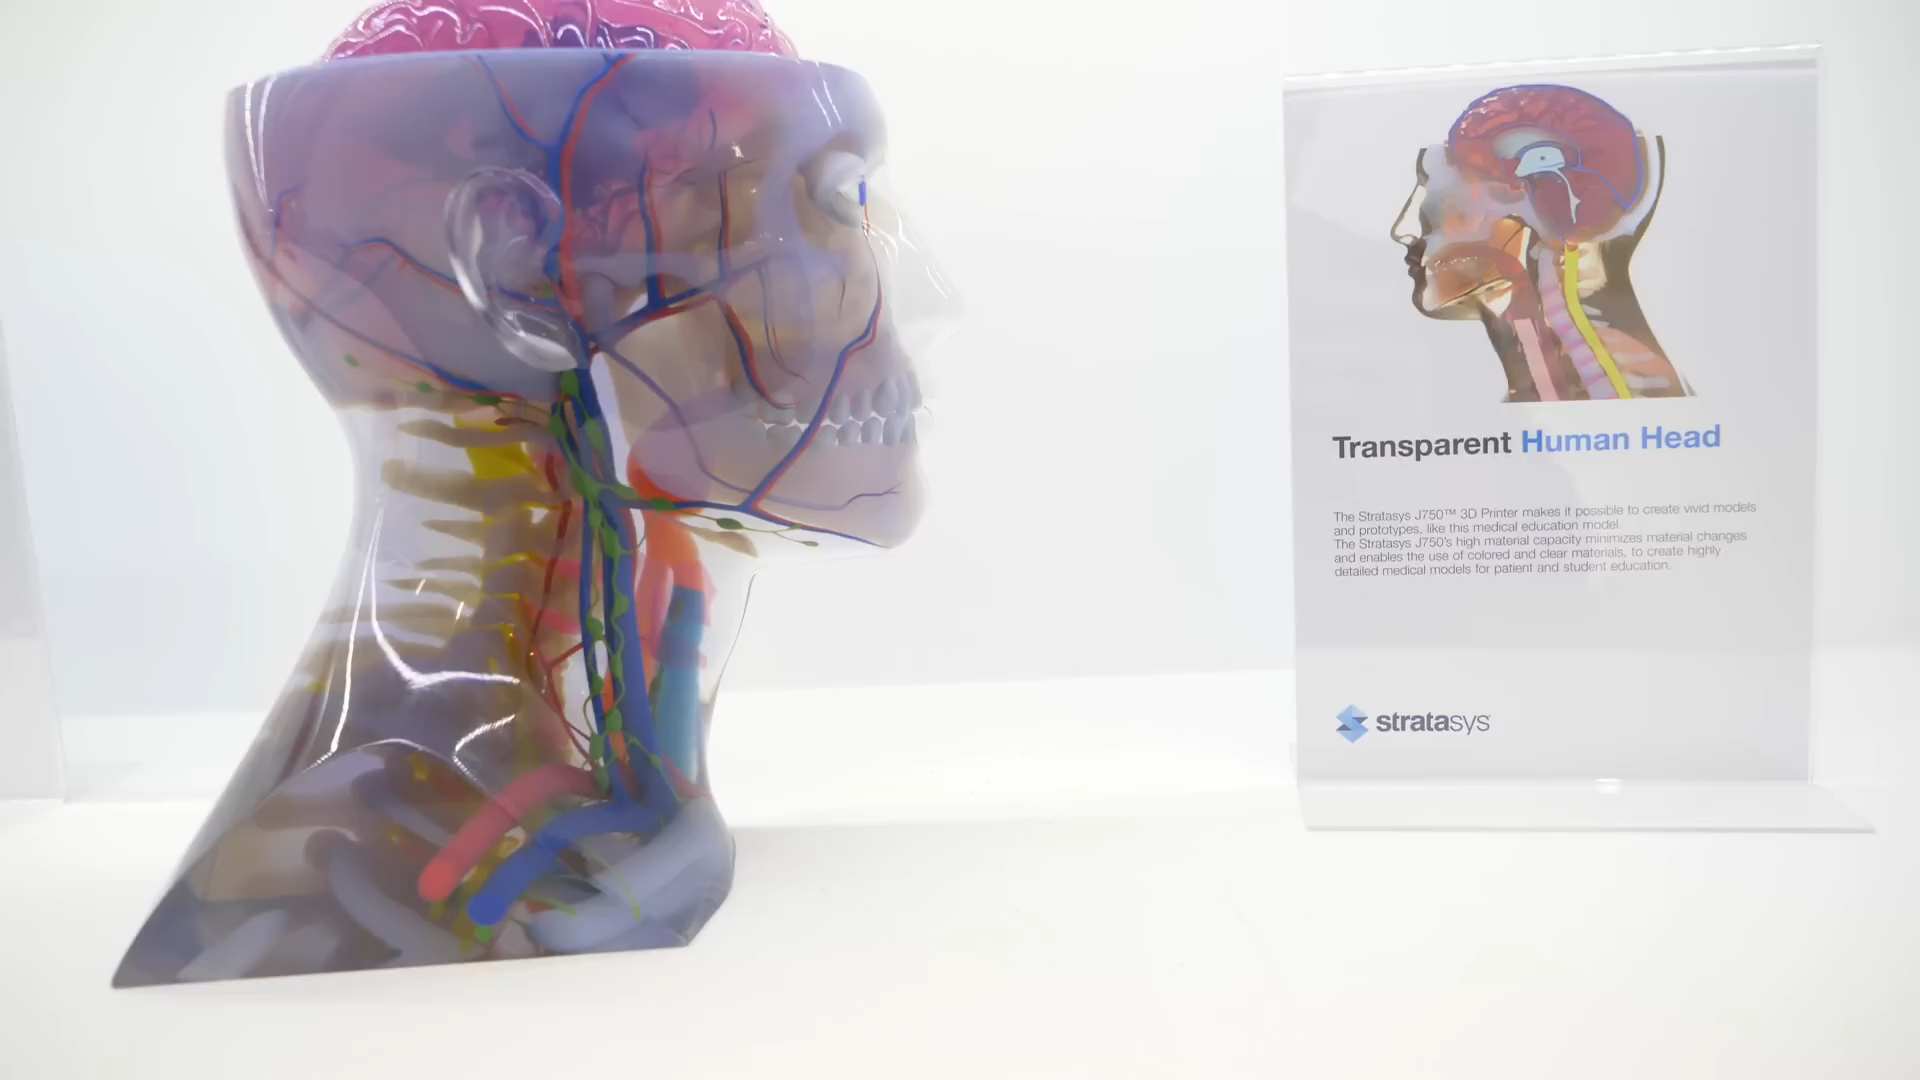 Transparent Human Head
The Stratasys J750™ 3D Printer makes it possible to create vivid models
and prototypes, like this medical education model.
The Stratasys J750's high material capacity minimizes material changes
and enables the use of colored and clear materials, to create highly
detailed medical models for patient and student education.
stratasys